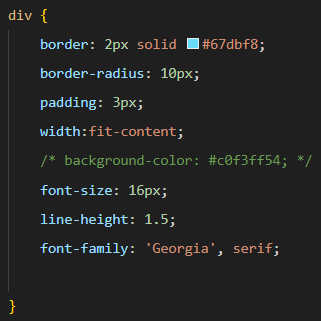 div {
border: 2px solid #67dbf8;
border-radius: 10px;
padding: 3px;
width:fit-content;
/* background-color: #c0f3ff54; */
font-size: 16px;
line-height: 1.5;
font-family: 'Georgia', serif;
}